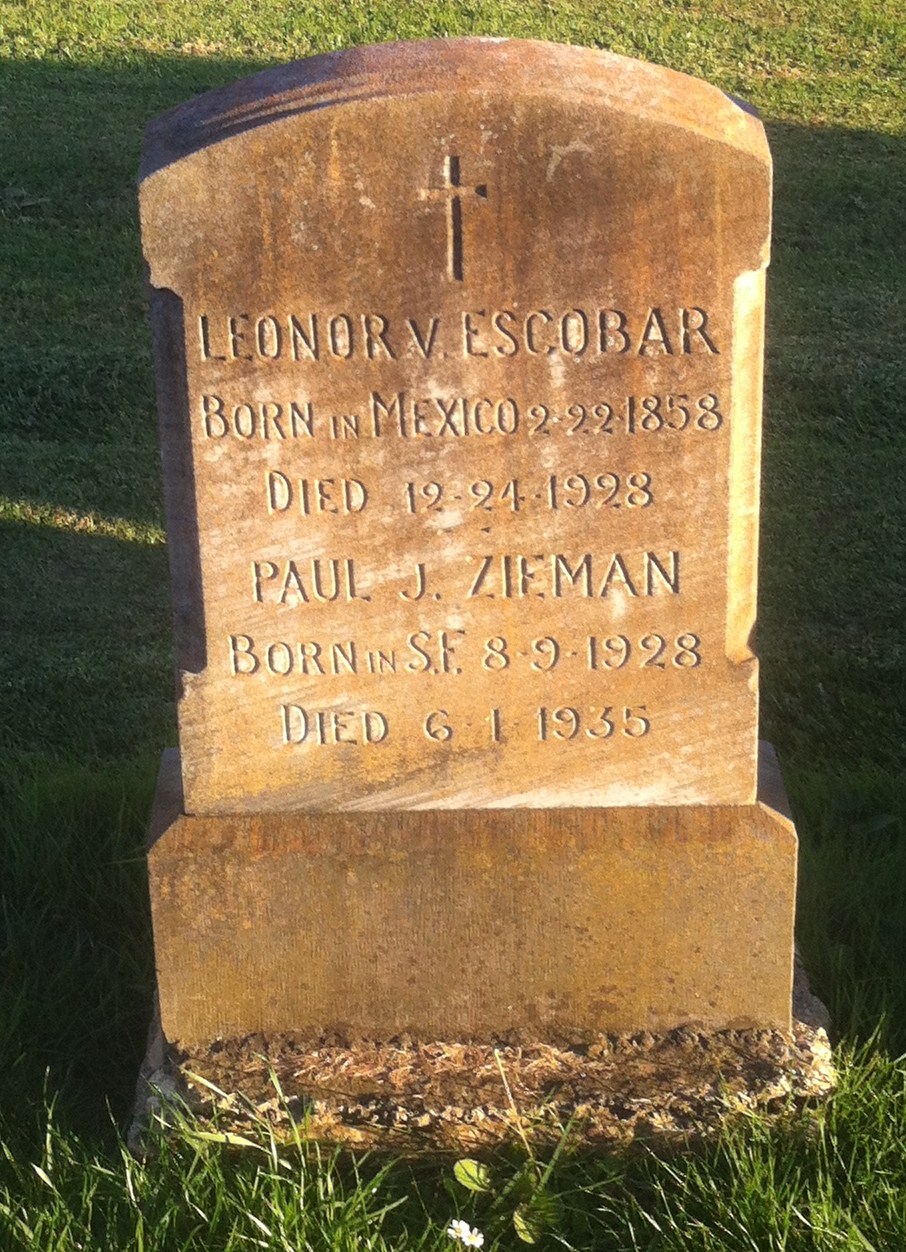 LEONOR V. ESCOBAR
BORN IN MEXICO 2-22-1858
DIED 12-24-1928
PAUL J. ZIEMAN
BORN IN S.F. 8-9-1928
DIED 6-1-1935